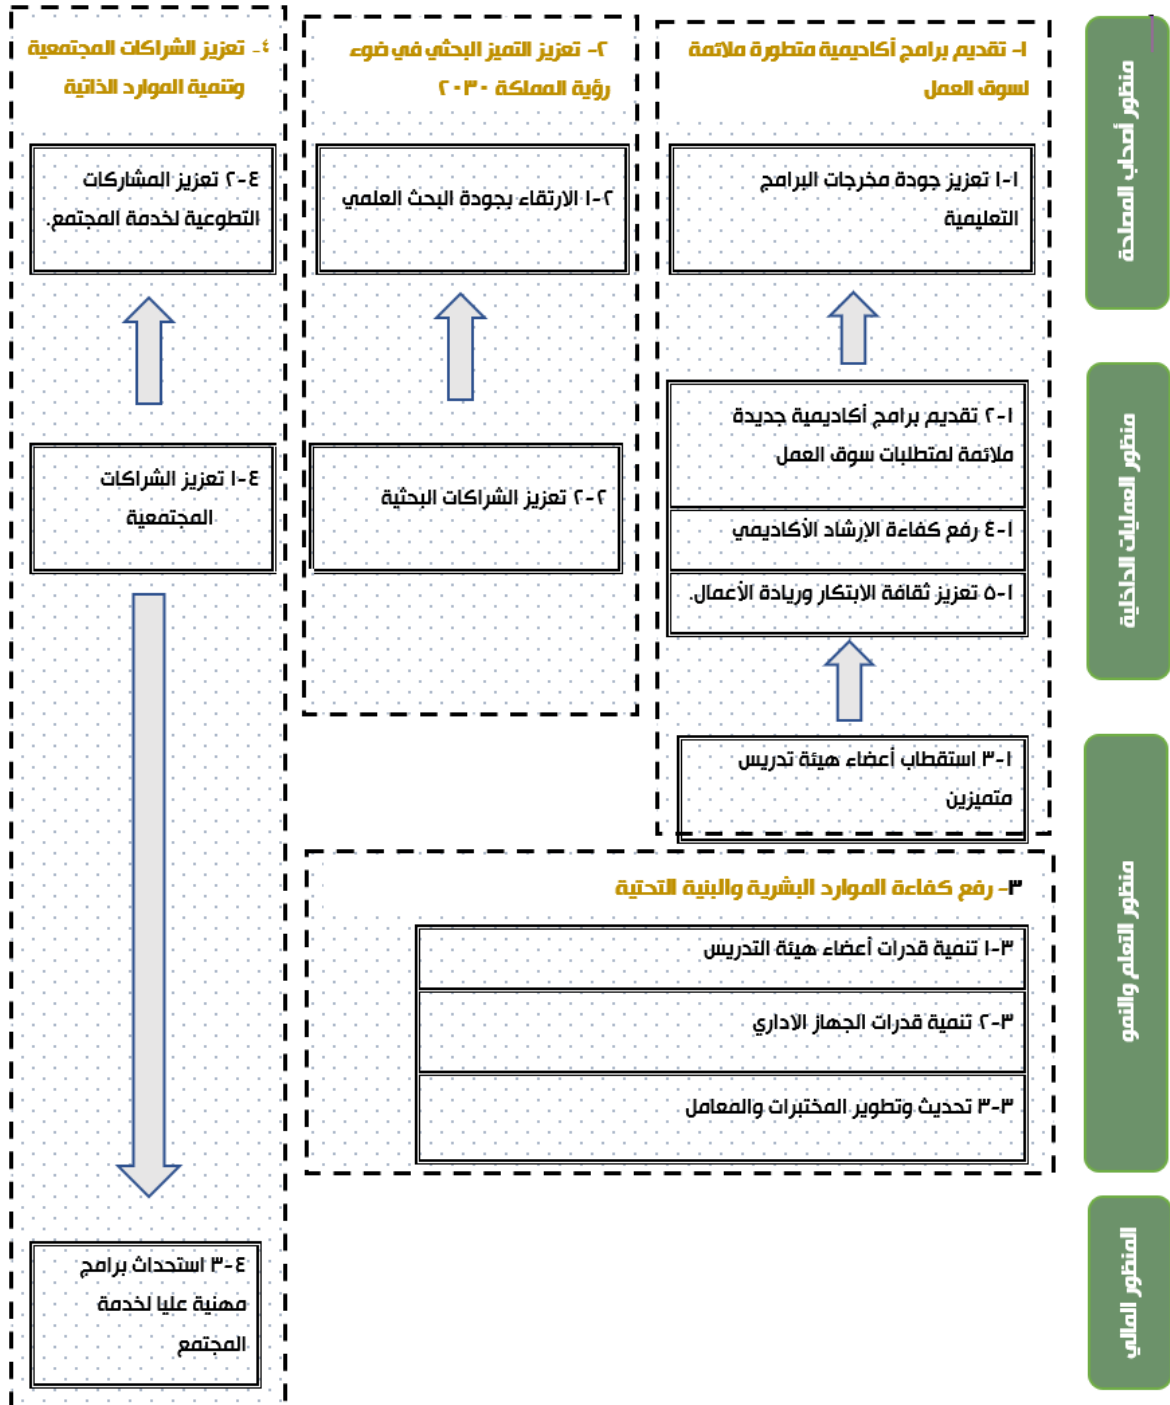 منظور أصحاب المصلحة
١- تقديم برامج أكاديمية متطورة ملائمة
لسوق العمل
١-١ تعزيز جودة مخرجات البرامج
التعليمية
٢- تعزيز التميز البحثي في ضوء
رؤية المملكة ٢٠٣٠
٢-١ الارتقاء بجودة البحث العلمي
٤- تعزيز الشراكات المجتمعية
وتنمية الموارد الذاتية
٤-٢ تعزيز المشاركات
التطوعية لخدمة المجتمع.
منظور العمليات الداخلية
١-٢ تقديم برامج أكاديمية جديدة
ملائمة لمتطلبات سوق العمل
١-٤ رفع كفاءة الإرشاد الأكاديمي
١-٥ تعزيز ثقافة الابتكار وريادة الأعمال.
٢-٢ تعزيز الشراكات البحثية
٤-١ تعزيز الشراكات
المجتمعية
منظور التعلم والنمو
١-٣ استقطاب أعضاء هيئة تدريس
متميزين
٣- رفع كفاءة الموارد البشرية والبنية التحتية
٣-١ تنمية قدرات أعضاء هيئة التدريس
٣-٢ تنمية قدرات الجهاز الاداري
٣-٣ تحديث وتطوير المختبرات والمعامل
المنظور المالي
٤-٣ استحداث برامج
مهنية عليا لخدمة
المجتمع